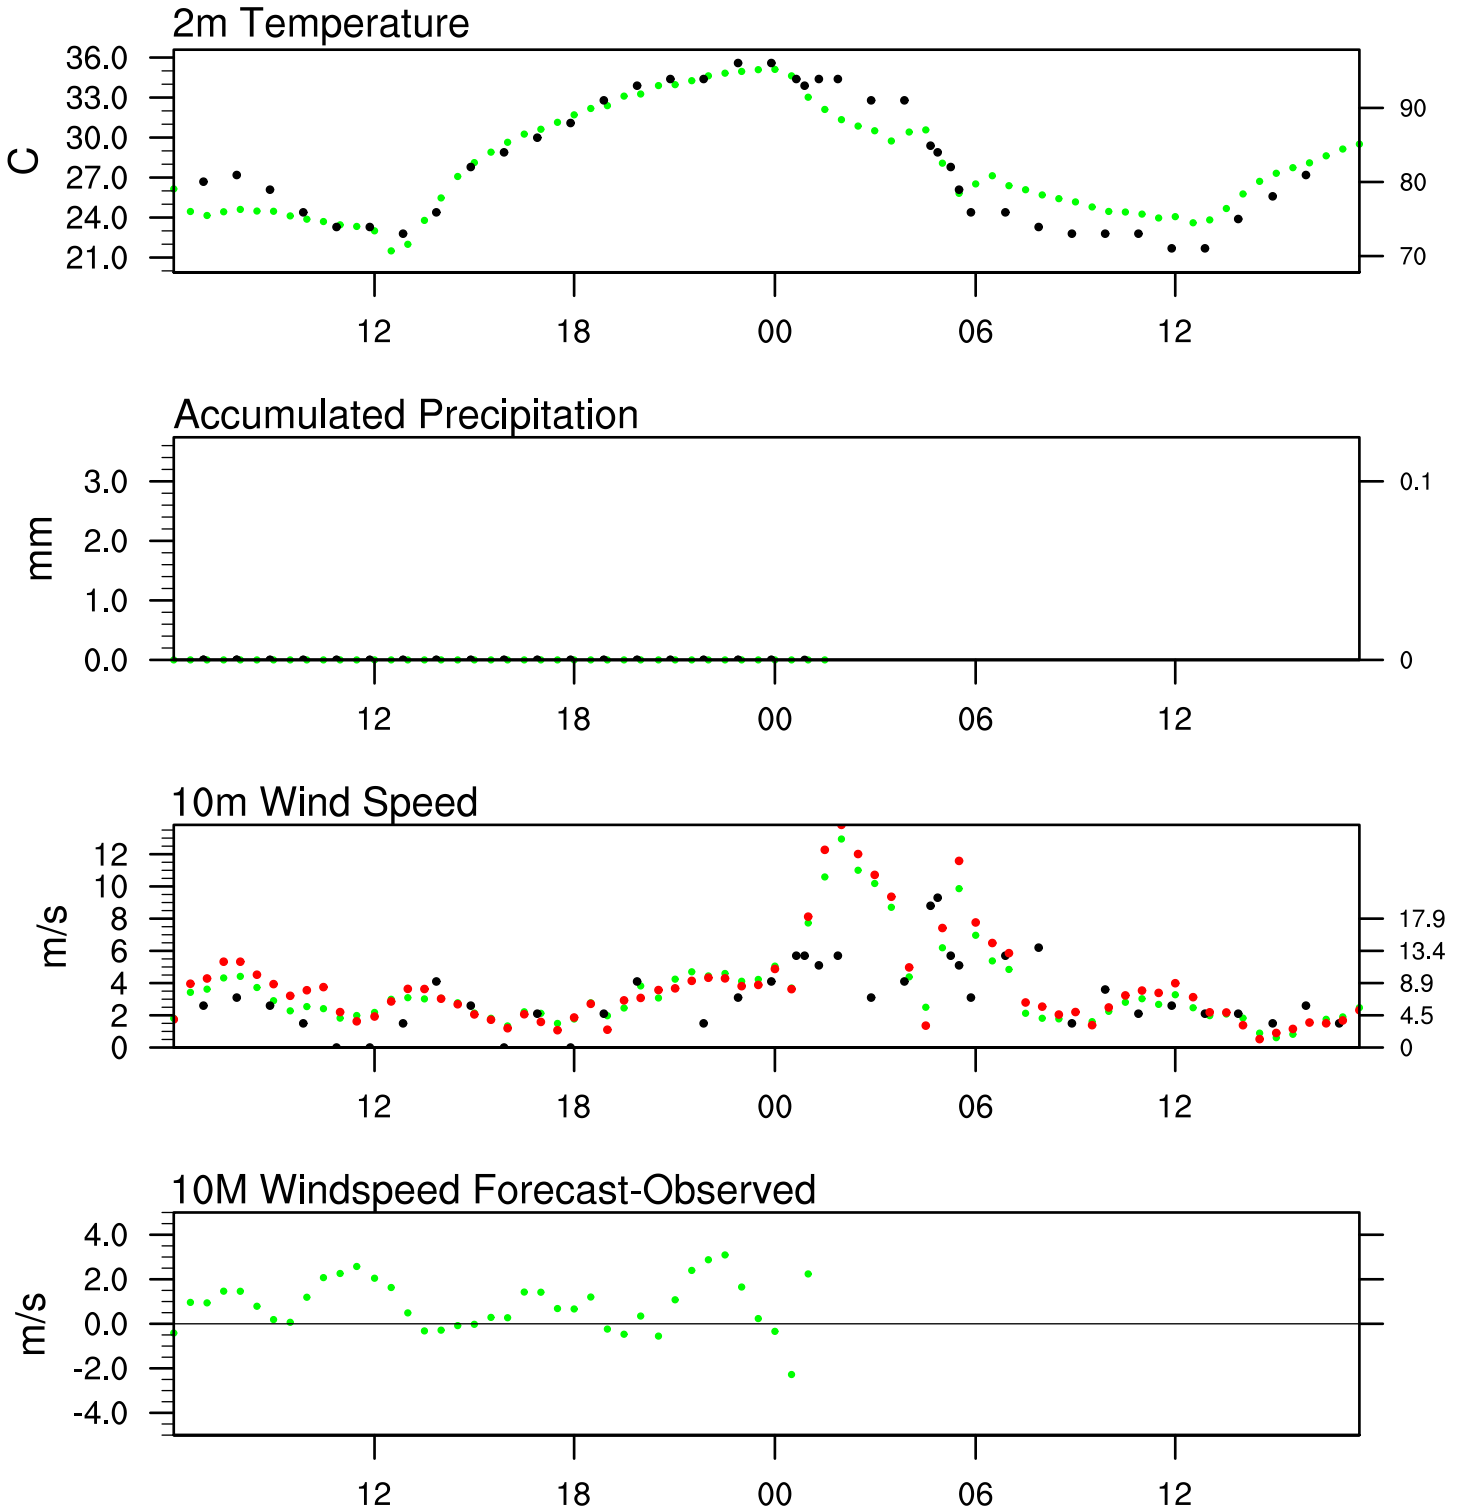 2m Temperature
36.0
33.0
30.0
27.0
24.0
21.0
C
90
80
70
12 18 00 06 12
Accumulated Precipitation
3.0
2.0
1.0
0.0
mm
0.1
0
12 18 00 06 12
10m Wind Speed
12
10
8
6
4
2
0
m/s
17.9
13.4
8.9
4.5
0
12 18 00 06 12
10M Windspeed Forecast-Observed
4.0
2.0
0.0
-2.0
-4.0
m/s
12 18 00 06 12